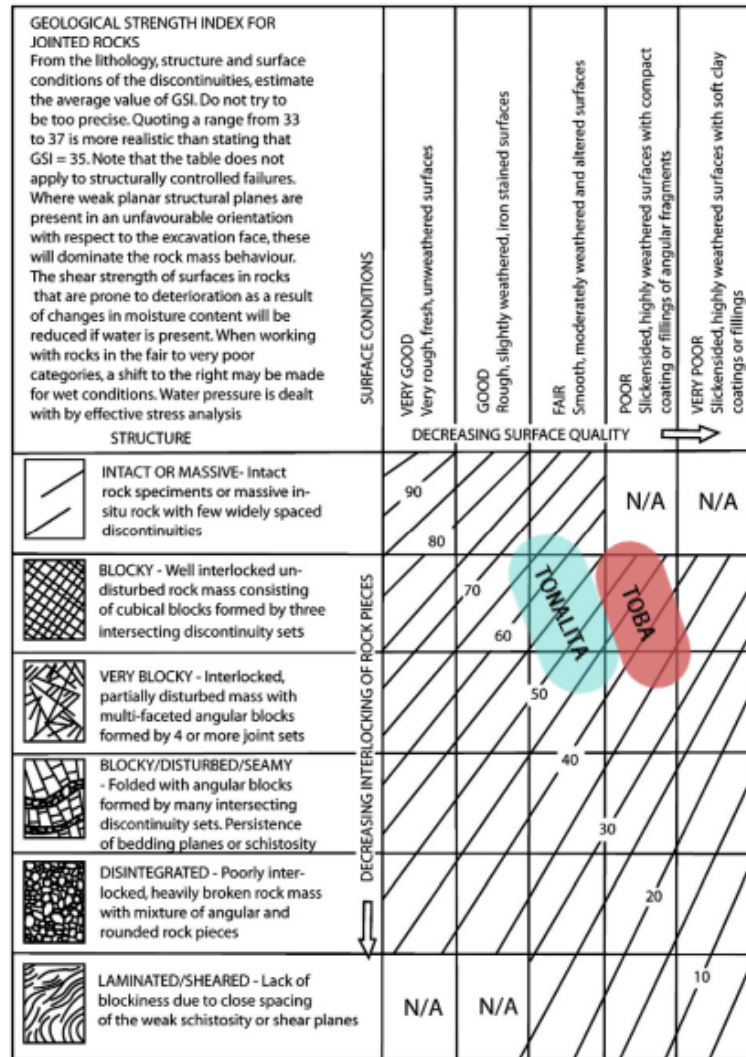 GEOLOGICAL STRENGTH INDEX FOR
JOINTED ROCKS
From the lithology, structure and surface
conditions of the discontinuities, estimate
the average value of GSI. Do not try to
be too precise. Quoting a range from 33
to 37 is more realistic than stating that
GSI = 35. Note that the table does not
apply to structurally controlled failures.
Where weak planar structural planes are
present in an unfavourable orientation
with respect to the excavation face, these
will dominate the rock mass behaviour.
The shear strength of surfaces in rocks
that are prone to deterioration as a result
of changes in moisture content will be
reduced if water is present. When working
with rocks in the fair to very poor
categories, a shift to the right may be made
for wet conditions. Water pressure is dealt
with by effective stress analysis
STRUCTURE
SURFACE CONDITIONS
VERY GOOD
Very rough, fresh, unweathered surfaces
GOOD
Rough, slightly weathered, iron stained surfaces
FAIR
Smooth, moderately weathered and altered surfaces
POOR
Slickensided, highly weathered surfaces with compact
coating or fillings of angular fragments
VERY POOR
Slickensided, highly weathered surfaces with soft clay
coatings or fillings
DECREASING SURFACE QUALITY
DECREASING INTERLOCKING OF ROCK PIECES
INTACT OR MASSIVE- Intact
rock speciments or massive in-
situ rock with few widely spaced
discontinuities
90
80
N/A
N/A
BLOCKY - Well interlocked un-
disturbed rock mass consisting
of cubical blocks formed by three
intersecting discontinuity sets
70
60
TONALITA
TOBA
VERY BLOCKY - Interlocked,
partially disturbed mass with
multi-faceted angular blocks
formed by 4 or more joint sets
50
BLOCKY/DISTURBED/SEAMY
- Folded with angular blocks
formed by many intersecting
discontinuity sets. Persistence
of bedding planes or schistosity
40
30
DISINTEGRATED - Poorly inter-
locked, heavily broken rock mass
with mixture of angular and
rounded rock pieces
20
LAMINATED/SHEARED - Lack of
blockiness due to close spacing
of the weak schistosity or shear planes
N/A
N/A
10